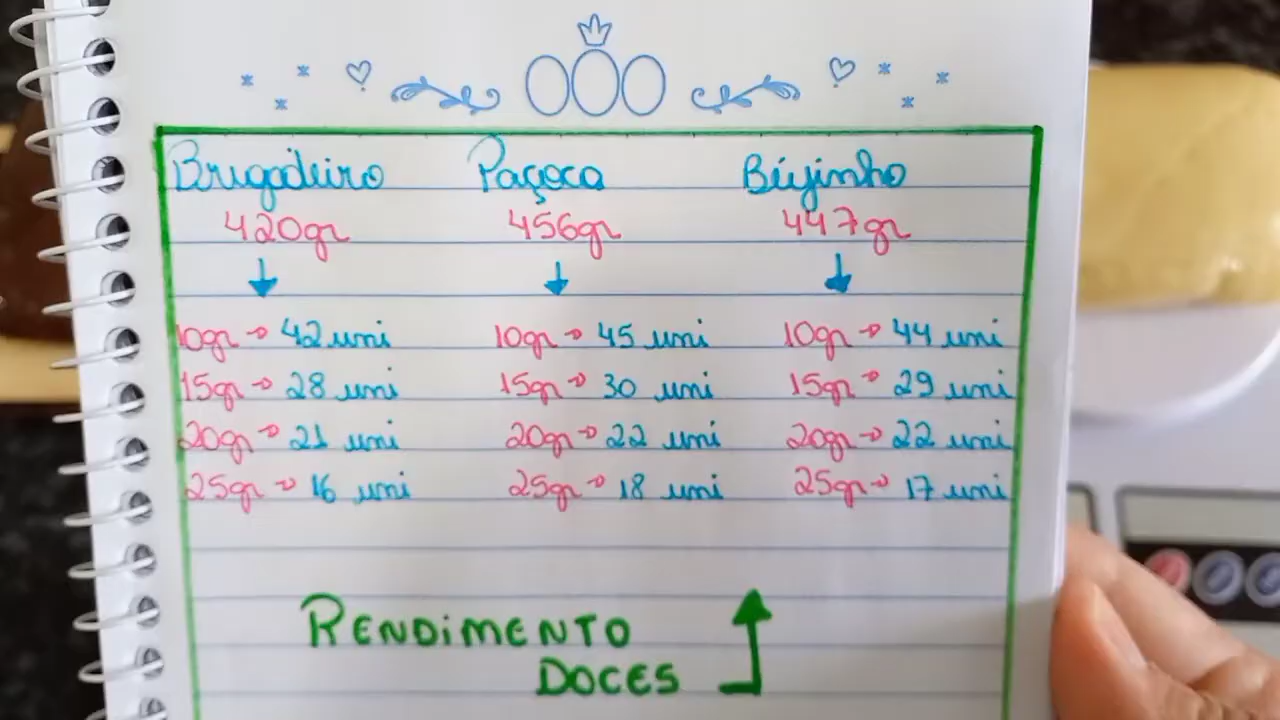 Brigadeiro Paçoca Beijinho
420gr 456gr 447gr
10gr → 42 uni 10gr → 45 uni 10gr → 44 uni
15gr → 28 uni 15gr → 30 uni 15gr → 29 uni
20gr → 21 uni 20gr → 22 uni 20gr → 22 uni
25gr → 16 uni 25gr → 18 uni 25gr → 17 uni
RENDIMENTO
DOCES